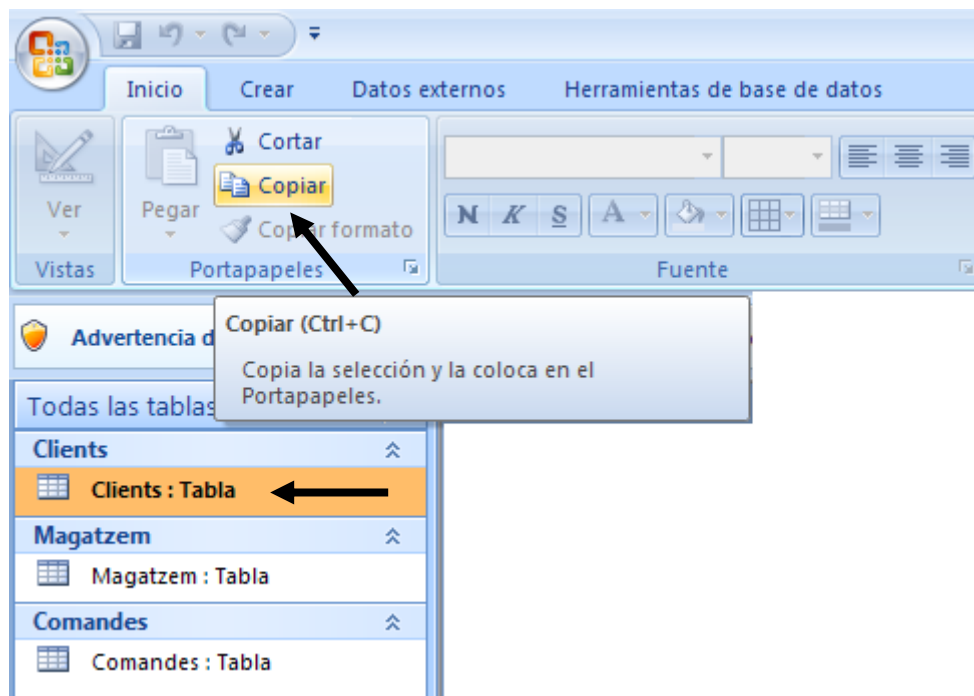 Inicio Crear Datos externos Herramientas de base de datos
Cortar
Copiar
Copiar formato
Ver
Pegar
N K S A
Vistas Portapapeles Fuente
Advertencia d
Copiar (Ctrl+C)
Copia la selección y la coloca en el
Portapapeles.
Todas las tablas
Clients
Clients : Tabla
Magatzem
Magatzem : Tabla
Comandes
Comandes : Tabla